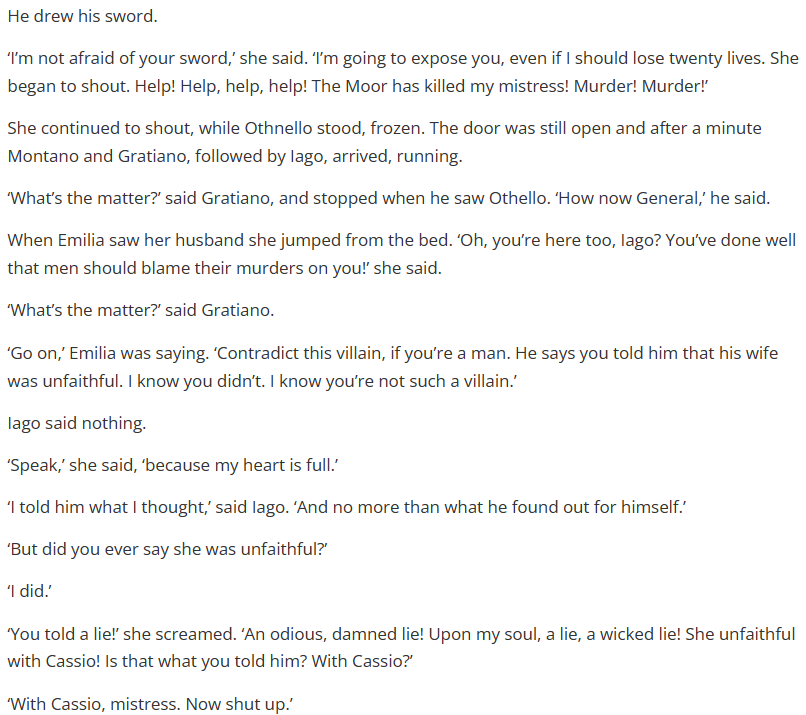 He drew his sword.
‘I’m not afraid of your sword,’ she said. ‘I’m going to expose you, even if I should lose twenty lives. She
began to shout. Help! Help, help, help! The Moor has killed my mistress! Murder! Murder!’
She continued to shout, while Othnello stood, frozen. The door was still open and after a minute
Montano and Gratiano, followed by Iago, arrived, running.
‘What’s the matter?’ said Gratiano, and stopped when he saw Othello. ‘How now General,’ he said.
When Emilia saw her husband she jumped from the bed. ‘Oh, you’re here too, Iago? You’ve done well
that men should blame their murders on you!’ she said.
‘What’s the matter?’ said Gratiano.
‘Go on,’ Emilia was saying. ‘Contradict this villain, if you’re a man. He says you told him that his wife
was unfaithful. I know you didn’t. I know you’re not such a villain.’
Iago said nothing.
‘Speak,’ she said, ‘because my heart is full.’
‘I told him what I thought,’ said Iago. ‘And no more than what he found out for himself.’
‘But did you ever say she was unfaithful?’
‘I did.’
‘You told a lie!’ she screamed. ‘An odious, damned lie! Upon my soul, a lie, a wicked lie! She unfaithful
with Cassio! Is that what you told him? With Cassio?’
‘With Cassio, mistress. Now shut up.’